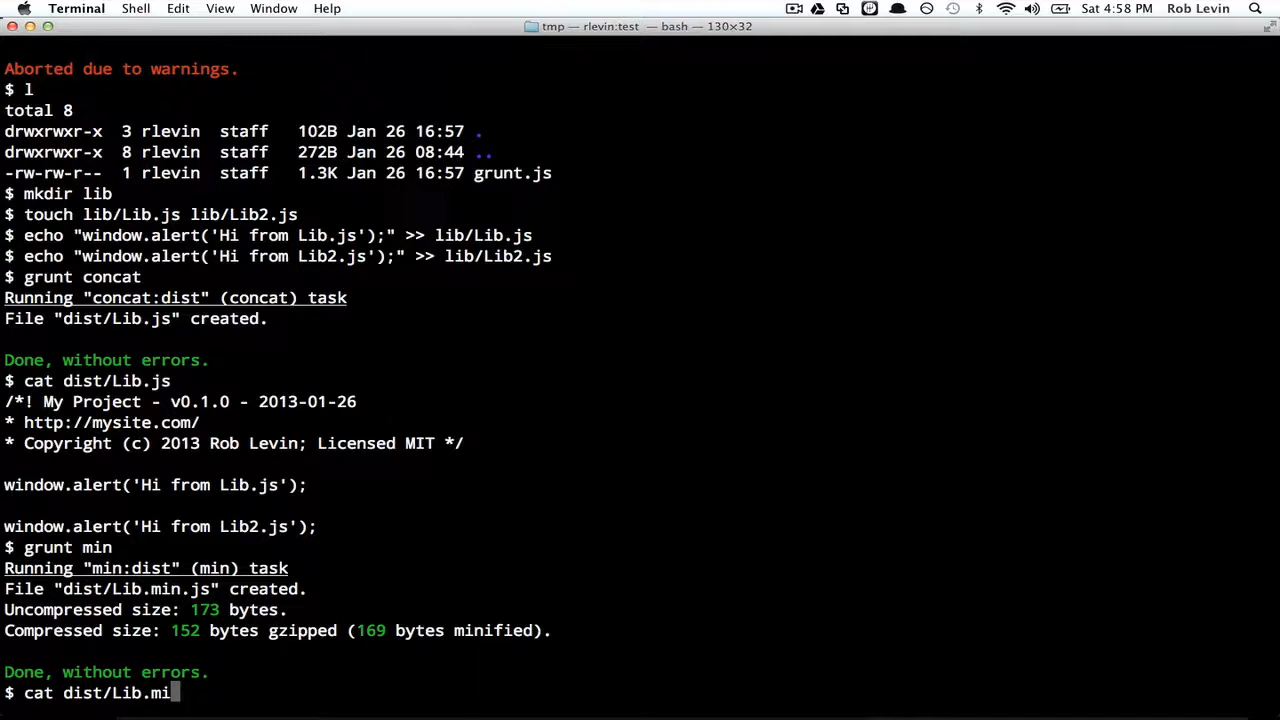 Terminal Shell Edit View Window Help Sat 4:58 PM Rob Levin
tmp — rlevin:test — bash — 130×32
Aborted due to warnings.
$ l
total 8
drwxrwxr-x 3 rlevin staff 102B Jan 26 16:57 .
drwxrwxr-x 8 rlevin staff 272B Jan 26 08:44 ..
-rw-rw-r-- 1 rlevin staff 1.3K Jan 26 16:57 grunt.js
$ mkdir lib
$ touch lib/Lib.js lib/Lib2.js
$ echo "window.alert('Hi from Lib.js');" >> lib/Lib.js
$ echo "window.alert('Hi from Lib2.js');" >> lib/Lib2.js
$ grunt concat
Running "concat:dist" (concat) task
File "dist/Lib.js" created.
Done, without errors.
$ cat dist/Lib.js
/*! My Project - v0.1.0 - 2013-01-26
* http://mysite.com/
* Copyright (c) 2013 Rob Levin; Licensed MIT */
window.alert('Hi from Lib.js');
window.alert('Hi from Lib2.js');
$ grunt min
Running "min:dist" (min) task
File "dist/Lib.min.js" created.
Uncompressed size: 173 bytes.
Compressed size: 152 bytes gzipped (169 bytes minified).
Done, without errors.
$ cat dist/Lib.mi